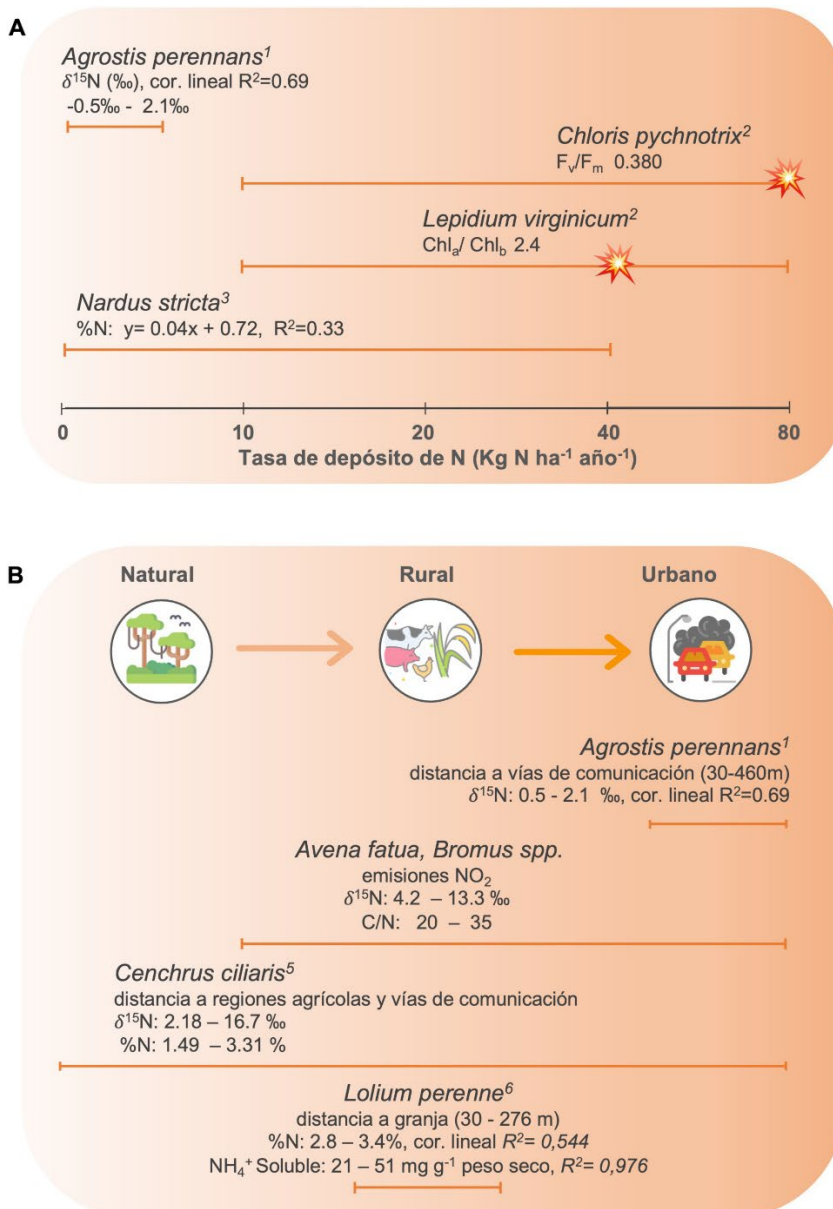 A
Agrostis perennans¹
δ¹⁵N (‰), cor. lineal R²=0.69
-0.5‰ - 2.1‰
Chloris pychnotrix²
Fᵥ/Fₘ 0.380
Lepidium virginicum²
Chlₐ/ Chl_b 2.4
Nardus stricta³
%N: y= 0.04x + 0.72, R²=0.33
0 10 20 40 80
Tasa de depósito de N (Kg N ha⁻¹ año⁻¹)
B
Natural Rural Urbano
Agrostis perennans¹
distancia a vías de comunicación (30-460m)
δ¹⁵N: 0.5 - 2.1 ‰, cor. lineal R²=0.69
Avena fatua, Bromus spp.
emisiones NO₂
δ¹⁵N: 4.2 – 13.3 ‰
C/N: 20 – 35
Cenchrus ciliaris⁵
distancia a regiones agrícolas y vías de comunicación
δ¹⁵N: 2.18 – 16.7 ‰
%N: 1.49 – 3.31 %
Lolium perenne⁶
distancia a granja (30 - 276 m)
%N: 2.8 – 3.4%, cor. lineal R²= 0,544
NH₄⁺ Soluble: 21 – 51 mg g⁻¹ peso seco, R²= 0,976